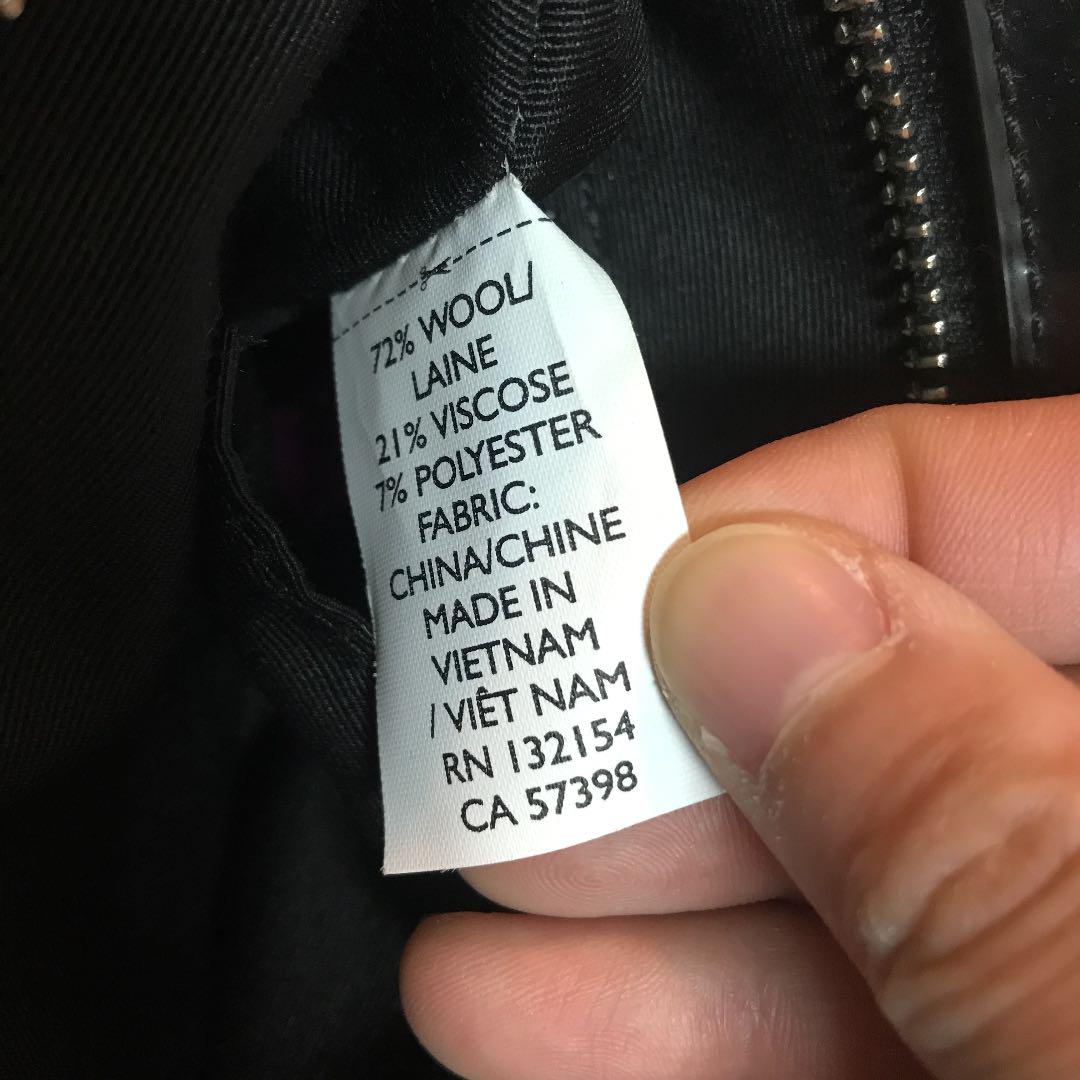 72% WOOL/
LAINE
21% VISCOSE
7% POLYESTER
FABRIC:
CHINA/CHINE
MADE IN
VIETNAM
/ VIÊT NAM
RN 132154
CA 57398